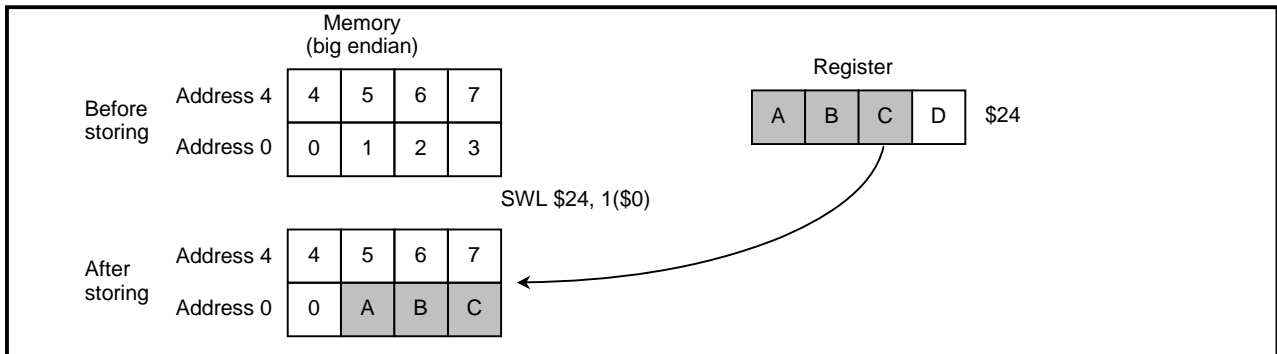 Memory
(big endian)
Register
Before
storing
Address 4 4 5 6 7
Address 0 0 1 2 3
A B C D $24
SWL $24, 1($0)
After
storing
Address 4 4 5 6 7
Address 0 0 A B C